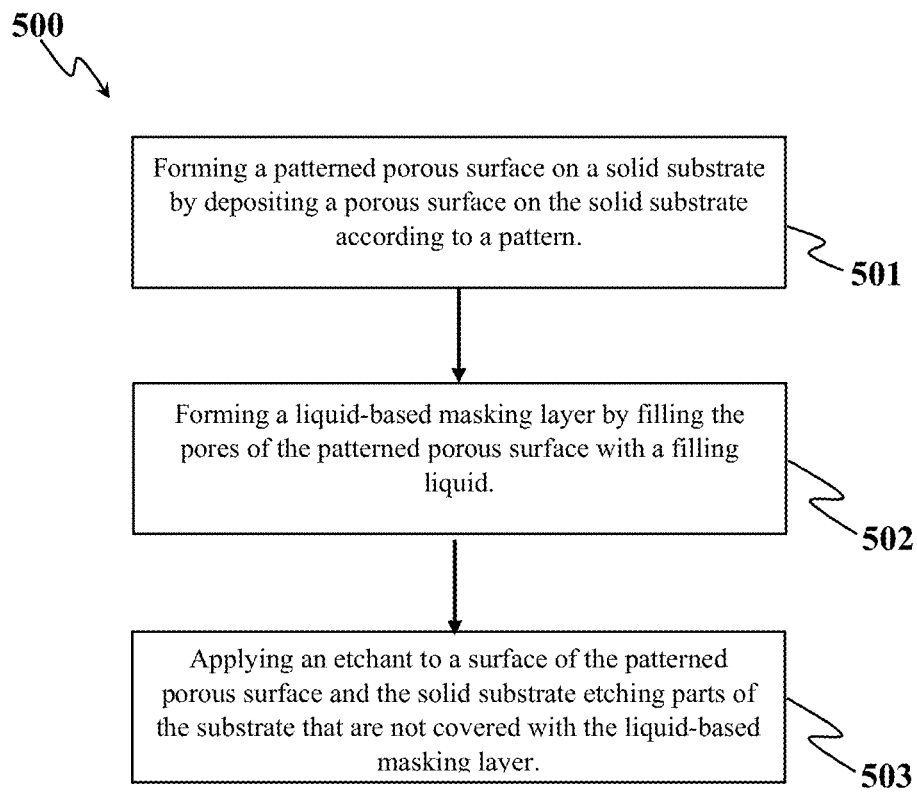 500
Forming a patterned porous surface on a solid substrate
by depositing a porous surface on the solid substrate
according to a pattern.
501
Forming a liquid-based masking layer by filling the
pores of the patterned porous surface with a filling
liquid.
502
Applying an etchant to a surface of the patterned
porous surface and the solid substrate etching parts of
the substrate that are not covered with the liquid-based
masking layer.
503